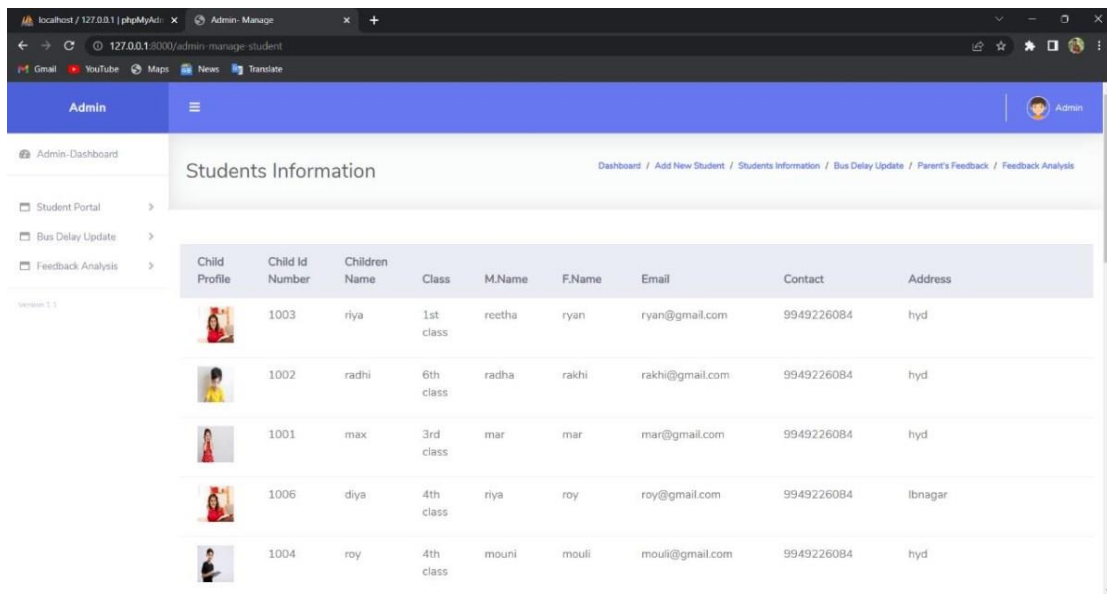 localhost / 127.0.0.1 | phpMyAdm
Admin- Manage
127.0.0.1:8000/admin-manage-student
Gmail YouTube Maps News Translate
Admin
Admin
Admin-Dashboard
Students Information
Dashboard / Add New Student / Students Information / Bus Delay Update / Parent's Feedback / Feedback Analysis
Student Portal
Bus Delay Update
Feedback Analysis
Version 1.1
Child Profile Child Id Number Children Name Class M.Name F.Name Email Contact Address
1003 riya 1st class reetha ryan ryan@gmail.com 9949226084 hyd
1002 radhi 6th class radha rakhi rakhi@gmail.com 9949226084 hyd
1001 max 3rd class mar mar mar@gmail.com 9949226084 hyd
1006 diya 4th class riya roy roy@gmail.com 9949226084 lbnagar
1004 roy 4th class mouni mouli mouli@gmail.com 9949226084 hyd